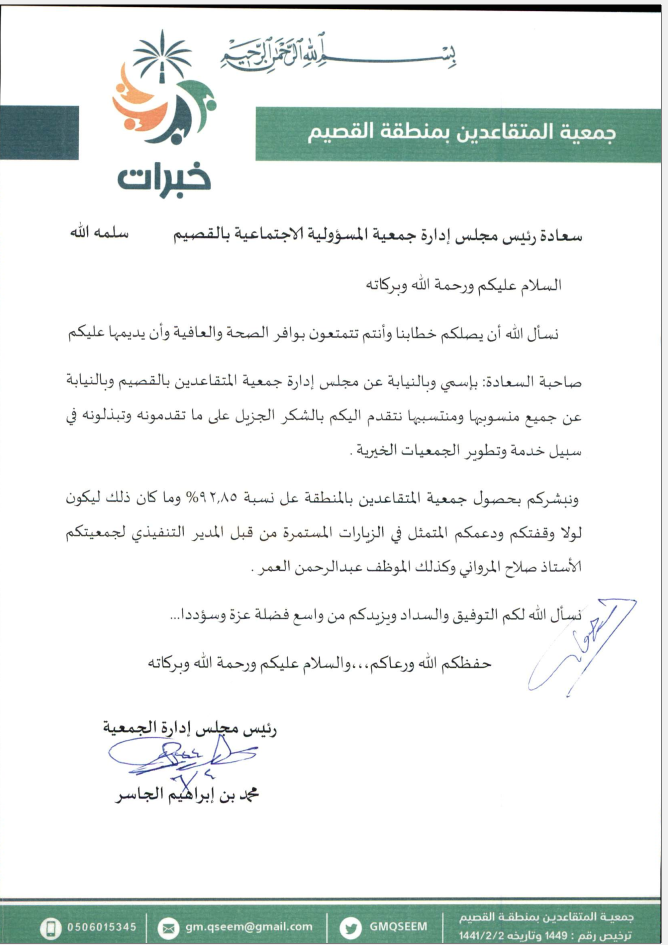 بسم الله الرحمن الرحيم
جمعية المتقاعدين بمنطقة القصيم
خبرات
سعادة رئيس مجلس إدارة جمعية المسؤولية الاجتماعية بالقصيم سلمه الله
السلام عليكم ورحمة الله وبركاته
نسأل الله أن يصلكم خطابنا وأنتم تتمتعون بوافر الصحة والعافية وأن يديمها عليكم
صاحبة السعادة: بإسمي وبالنيابة عن مجلس إدارة جمعية المتقاعدين بالقصيم وبالنيابة
عن جميع منسوبيها ومنتسبيها نتقدم اليكم بالشكر الجزيل على ما تقدمونه وتبذلونه في
سبيل خدمة وتطوير الجمعيات الخيرية .
ونبشركم بحصول جمعية المتقاعدين بالمنطقة عل نسبة ٩٢,٨٥% وما كان ذلك ليكون
لولا وقفتكم ودعمكم المتمثل في الزيارات المستمرة من قبل المدير التنفيذي لجمعيتكم
الأستاذ صلاح المرواني وكذلك الموظف عبدالرحمن العمر .
نسأل الله لكم التوفيق والسداد ويزيدكم من واسع فضلة عزة وسؤددا...
حفظكم الله ورعاكم،،،والسلام عليكم ورحمة الله وبركاته
رئيس مجلس إدارة الجمعية
محمد بن إبراهيم الجاسر
جمعية المتقاعدين بمنطقة القصيم
ترخيص رقم : 1449 وتاريخه 1441/2/2
GMQSEEM
gm.qseem@gmail.com
0506015345